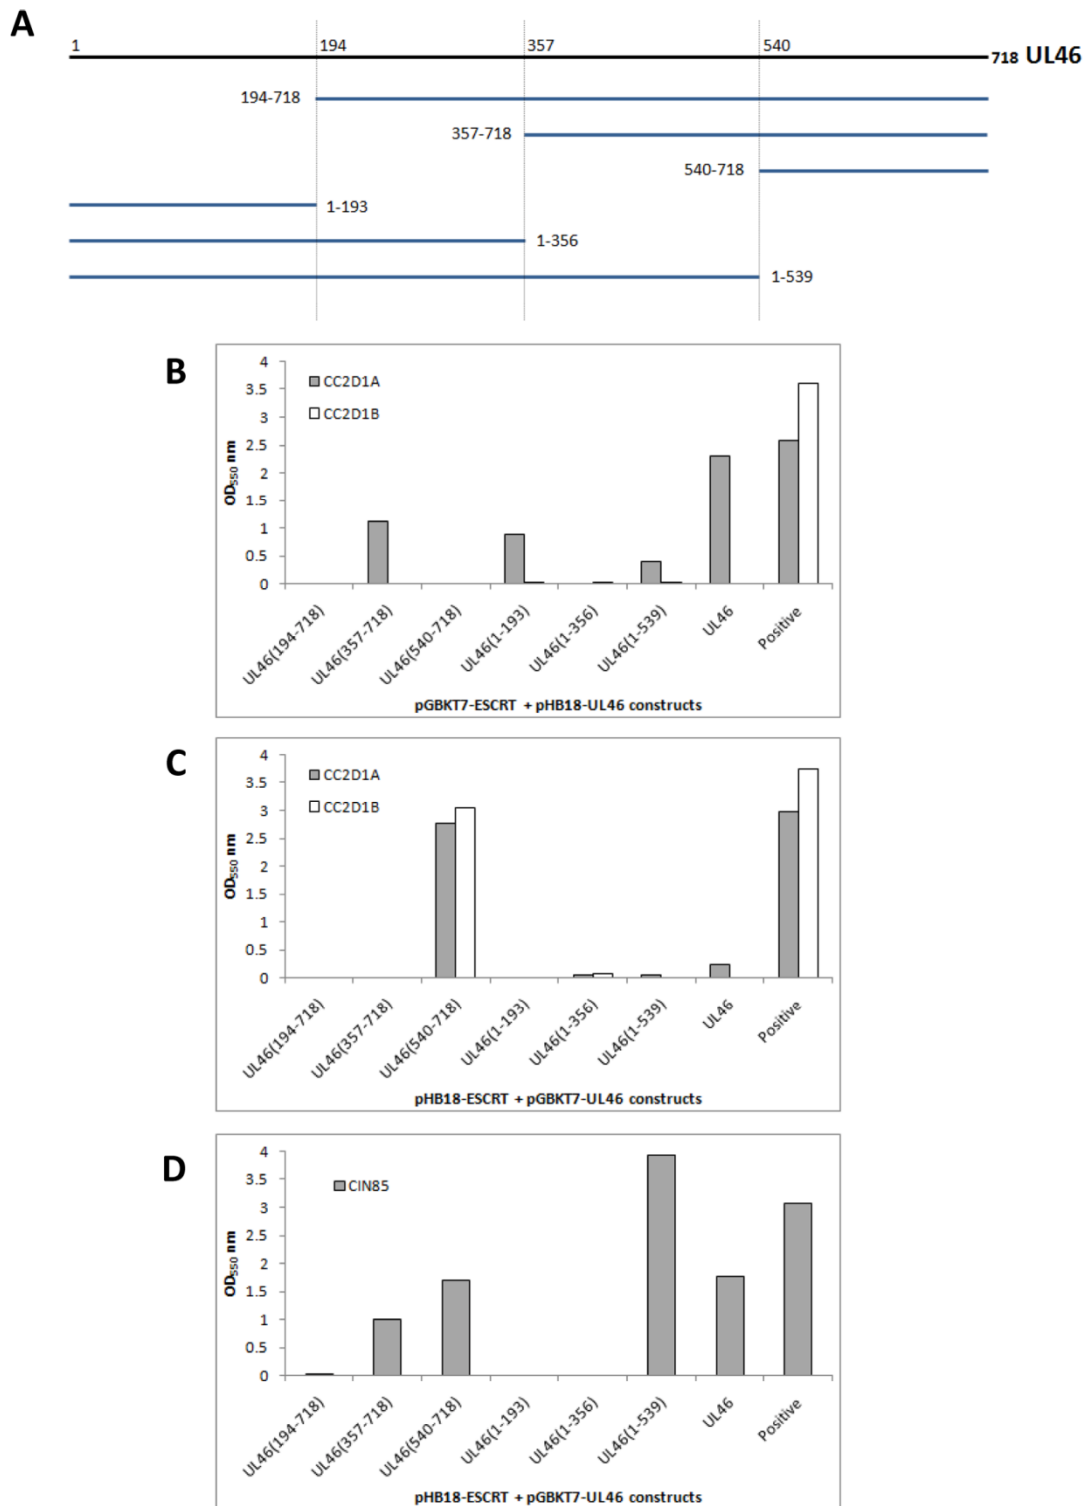 A
1 194 357 540
718 UL46
194-718
357-718
540-718
1-193
1-356
1-539
B
4
3.5
3
2.5
2
1.5
1
0.5
0
OD550 nm
CC2D1A
CC2D1B
UL46(194-718)
UL46(357-718)
UL46(540-718)
UL46(1-193)
UL46(1-356)
UL46(1-539)
UL46
Positive
pGBKT7-ESCRT + pHB18-UL46 constructs
C
4
3.5
3
2.5
2
1.5
1
0.5
0
OD550 nm
CC2D1A
CC2D1B
UL46(194-718)
UL46(357-718)
UL46(540-718)
UL46(1-193)
UL46(1-356)
UL46(1-539)
UL46
Positive
pHB18-ESCRT + pGBKT7-UL46 constructs
D
4
3.5
3
2.5
2
1.5
1
0.5
0
OD550 nm
CIN85
UL46(194-718)
UL46(357-718)
UL46(540-718)
UL46(1-193)
UL46(1-356)
UL46(1-539)
UL46
Positive
pHB18-ESCRT + pGBKT7-UL46 constructs